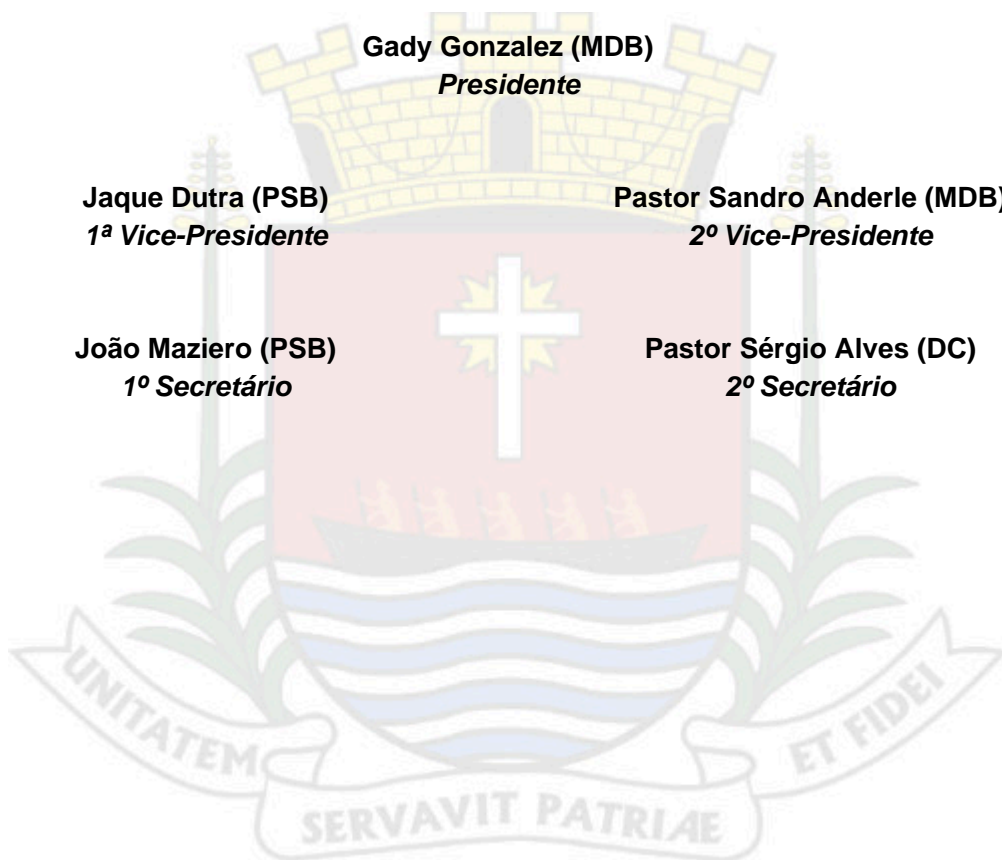 Gady Gonzalez (MDB)
Presidente
Jaque Dutra (PSB)
1ª Vice-Presidente
Pastor Sandro Anderle (MDB)
2º Vice-Presidente
João Maziero (PSB)
1º Secretário
Pastor Sérgio Alves (DC)
2º Secretário
UNITATEM
SERVAVIT PATRIÆ
ET FIDEI